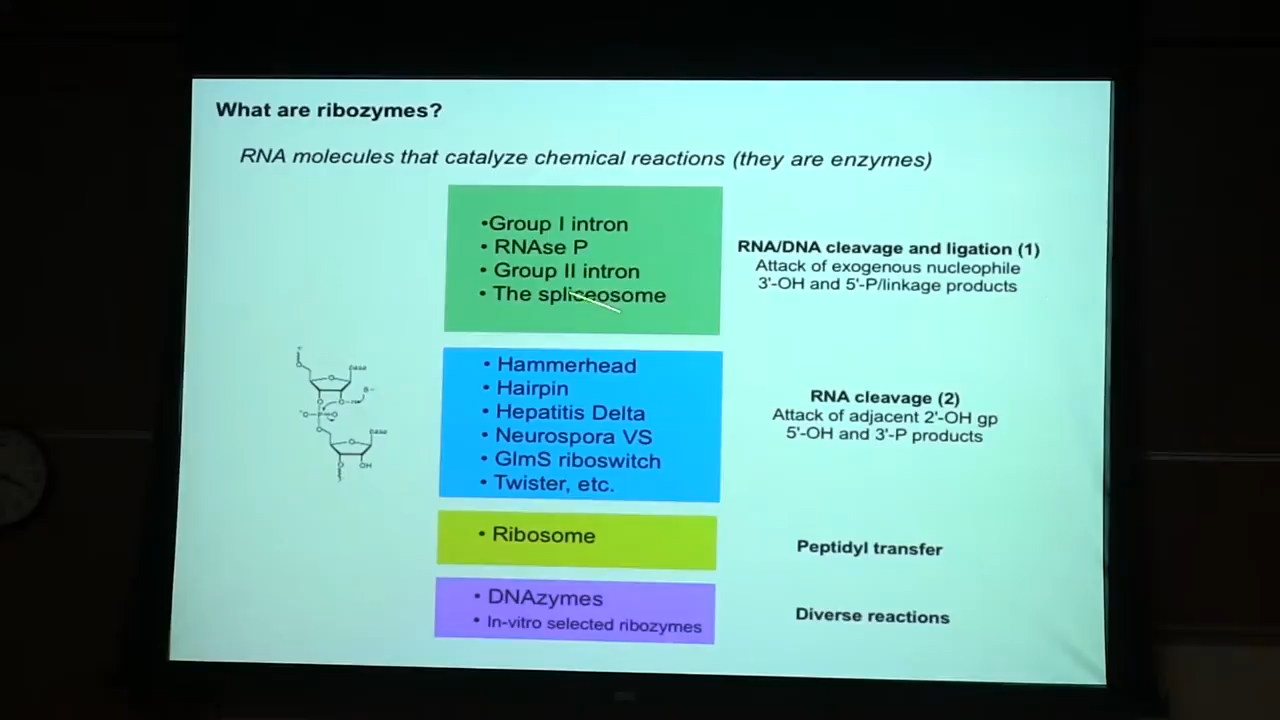 What are ribozymes?
RNA molecules that catalyze chemical reactions (they are enzymes)
•Group I intron
• RNAse P
• Group II intron
• The spliceosome
RNA/DNA cleavage and ligation (1)
Attack of exogenous nucleophile
3'-OH and 5'-P/linkage products
• Hammerhead
• Hairpin
• Hepatitis Delta
• Neurospora VS
• GlmS riboswitch
• Twister, etc.
RNA cleavage (2)
Attack of adjacent 2'-OH gp
5'-OH and 3'-P products
base
base
OH
• Ribosome
Peptidyl transfer
• DNAzymes
• In-vitro selected ribozymes
Diverse reactions